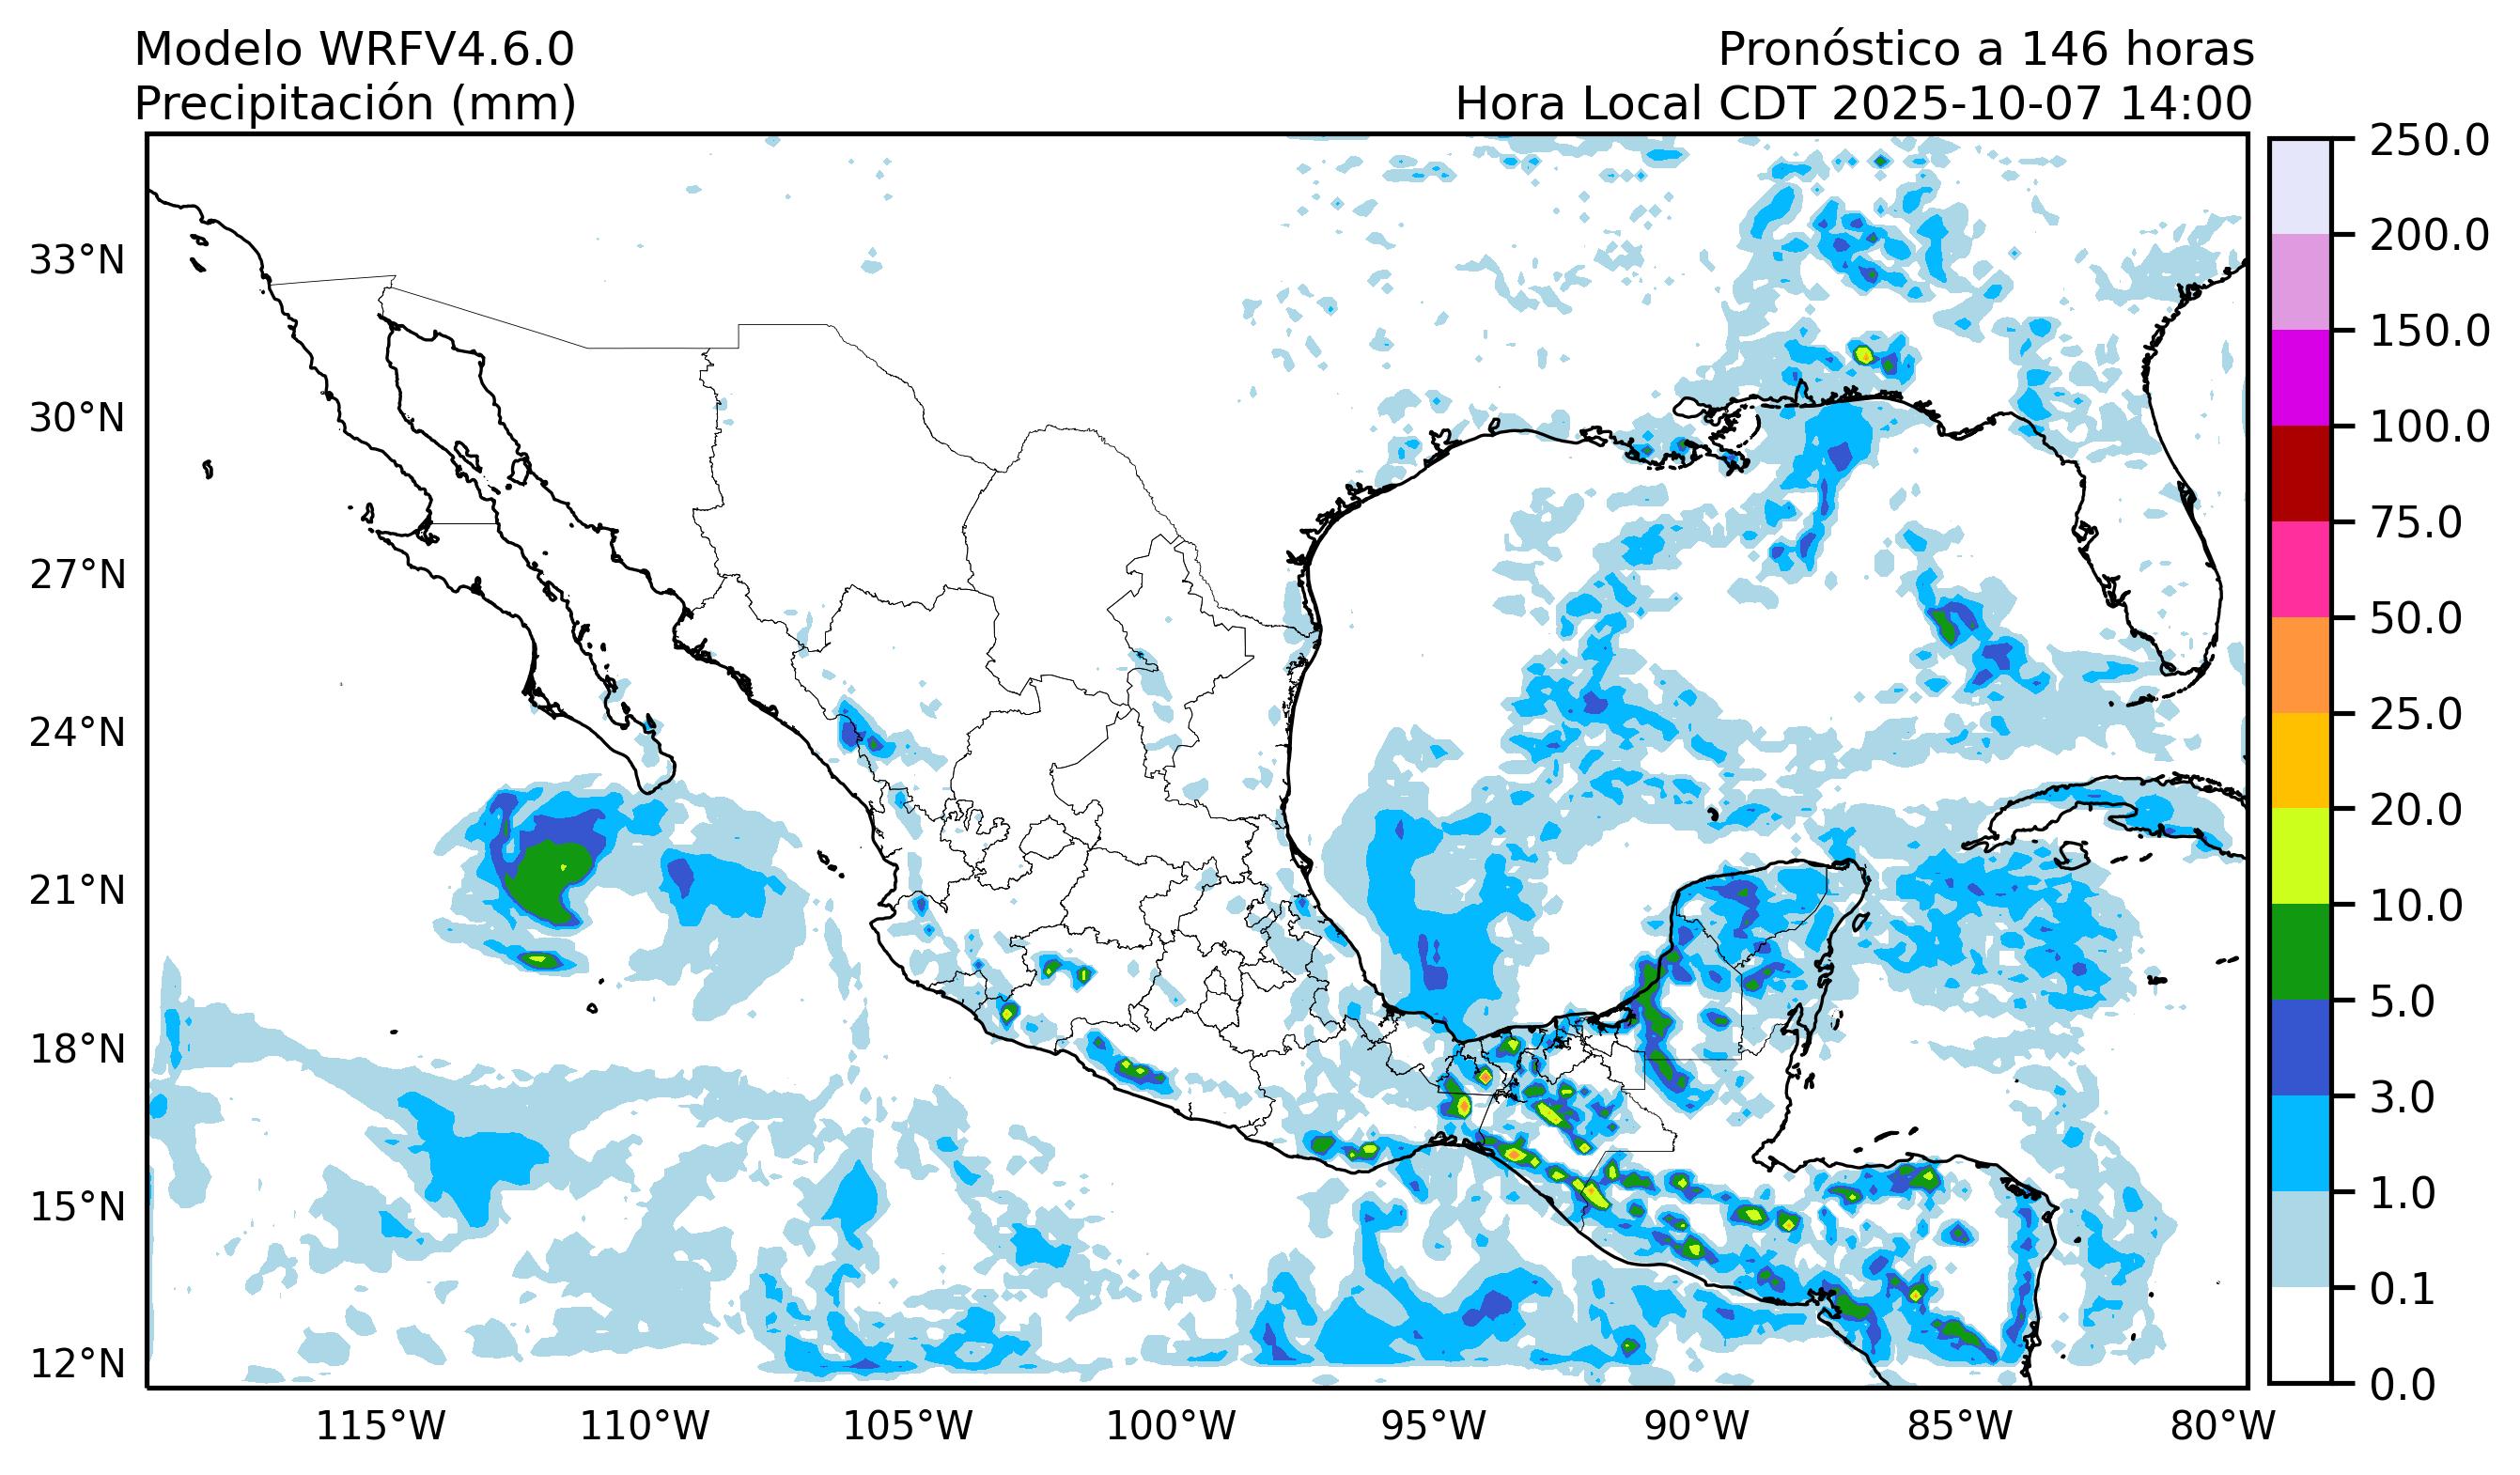 Modelo WRFV4.6.0
Precipitación (mm)
Pronóstico a 146 horas
Hora Local CDT 2025-10-07 14:00
33°N
30°N
27°N
24°N
21°N
18°N
15°N
12°N
115°W
110°W
105°W
100°W
95°W
90°W
85°W
80°W
250.0
200.0
150.0
100.0
75.0
50.0
25.0
20.0
10.0
5.0
3.0
1.0
0.1
0.0